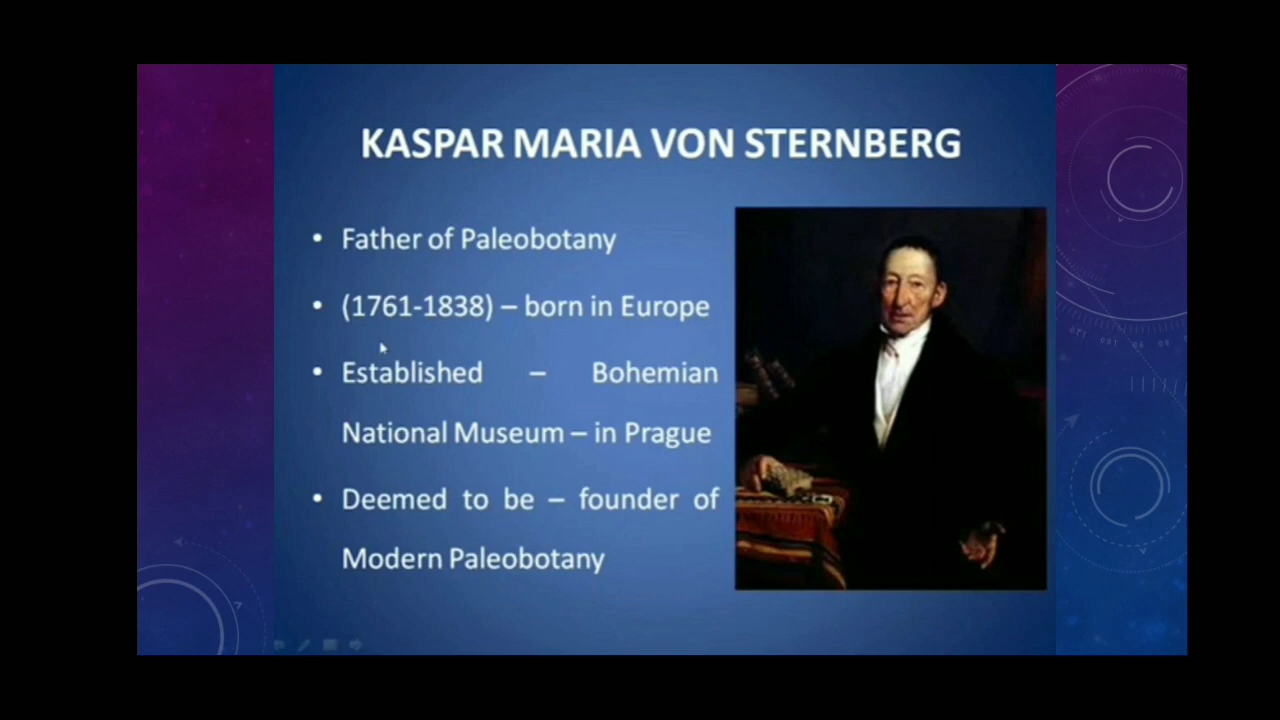 KASPAR MARIA VON STERNBERG
• Father of Paleobotany
• (1761-1838) – born in Europe
• Established – Bohemian
National Museum – in Prague
• Deemed to be – founder of
Modern Paleobotany